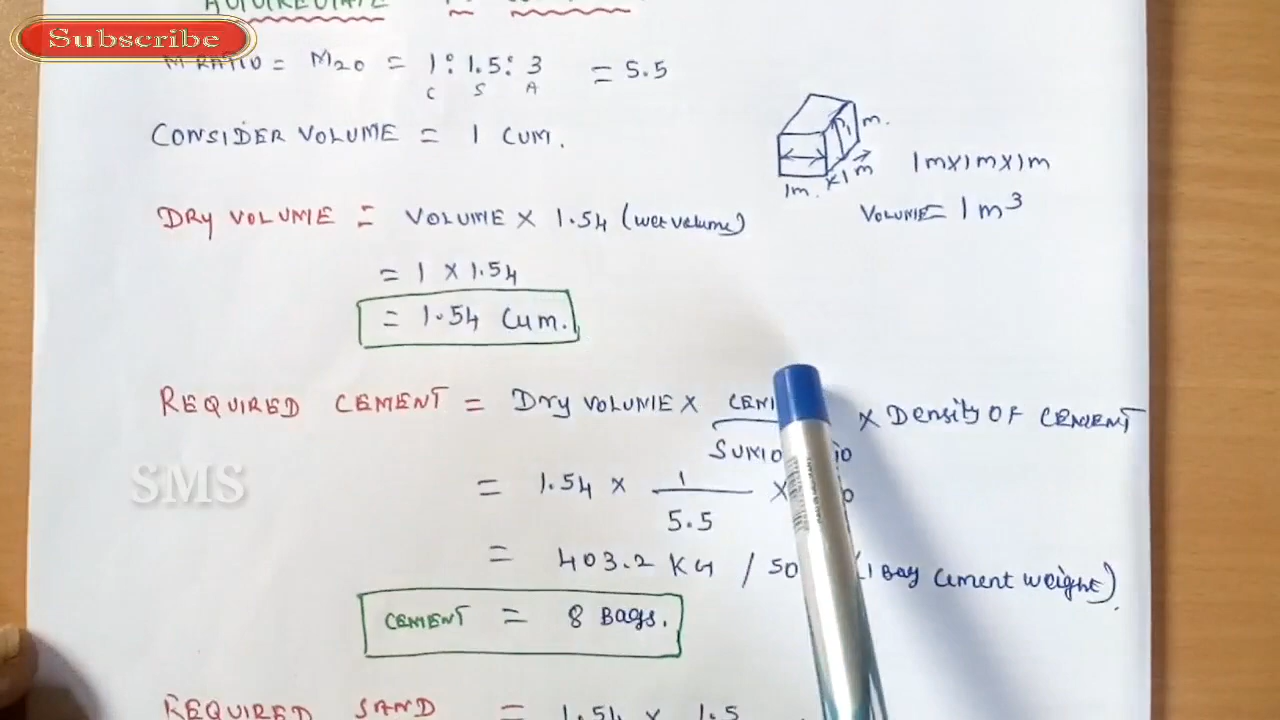 Subscribe
M RATIO = M20 = 1 : 1.5 : 3 = 5.5
C S A
CONSIDER VOLUME = 1 CUM.
1m. x 1m
1 m.
1m x 1m x 1m
VOLUME = 1 m³
DRY VOLUME = VOLUME X 1.54 (wet volume)
= 1 X 1.54
= 1.54 Cum.
REQUIRED CEMENT = Dry VOLUME X × Density OF CEMENT
= 1.54 × 1 / 5.5 ×
= 403.2 KG / 50 (1 Bag cement weight).
SMS
CEMENT = 8 Bags.
REQUIRED SAND = 1.54 × 1.5